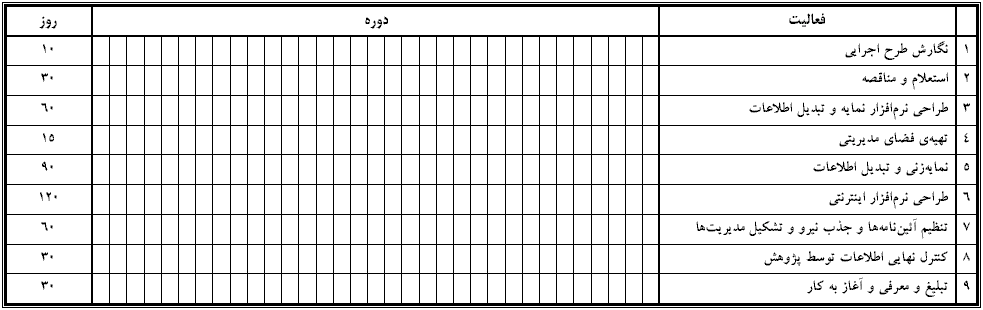 فعالیت دوره روز
۱ نگارش طرح اجرایی ۱۰
۲ استعلام و مناقصه ۳۰
۳ طراحی نرم‌افزار نمایه و تبدیل اطلاعات ۶۰
٤ تهیه‌ی فضای مدیریتی ۱۵
۵ نمایه‌زنی و تبدیل اطلاعات ۹۰
۶ طراحی نرم‌افزار اینترنتی ۱۲۰
۷ تنظیم آئین‌نامه‌ها و جذب نیرو و تشکیل مدیریت‌ها ۶۰
۸ کنترل نهایی اطلاعات توسط پژوهش ۳۰
۹ تبلیغ و معرفی و آغاز به کار ۳۰